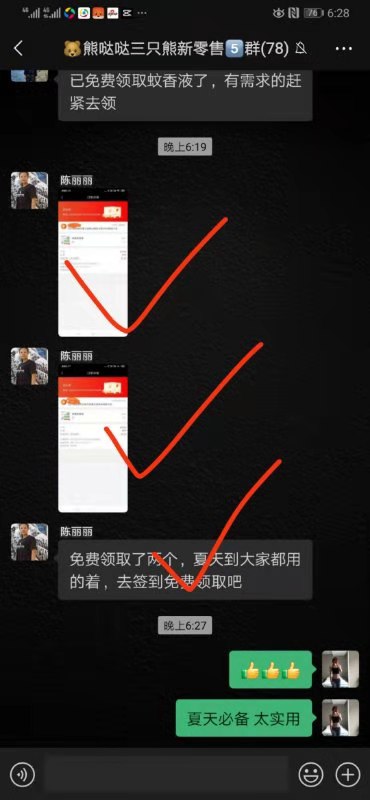 76 6:28
🐻熊哒哒三只熊新零售5️⃣群(78)
已免费领取蚊香液了，有需求的赶
紧去领
晚上6:19
陈丽丽
陈丽丽
陈丽丽
免费领取了两个，夏天到大家都用
的着，去签到免费领取吧
晚上6:27
👍👍👍
夏天必备 太实用